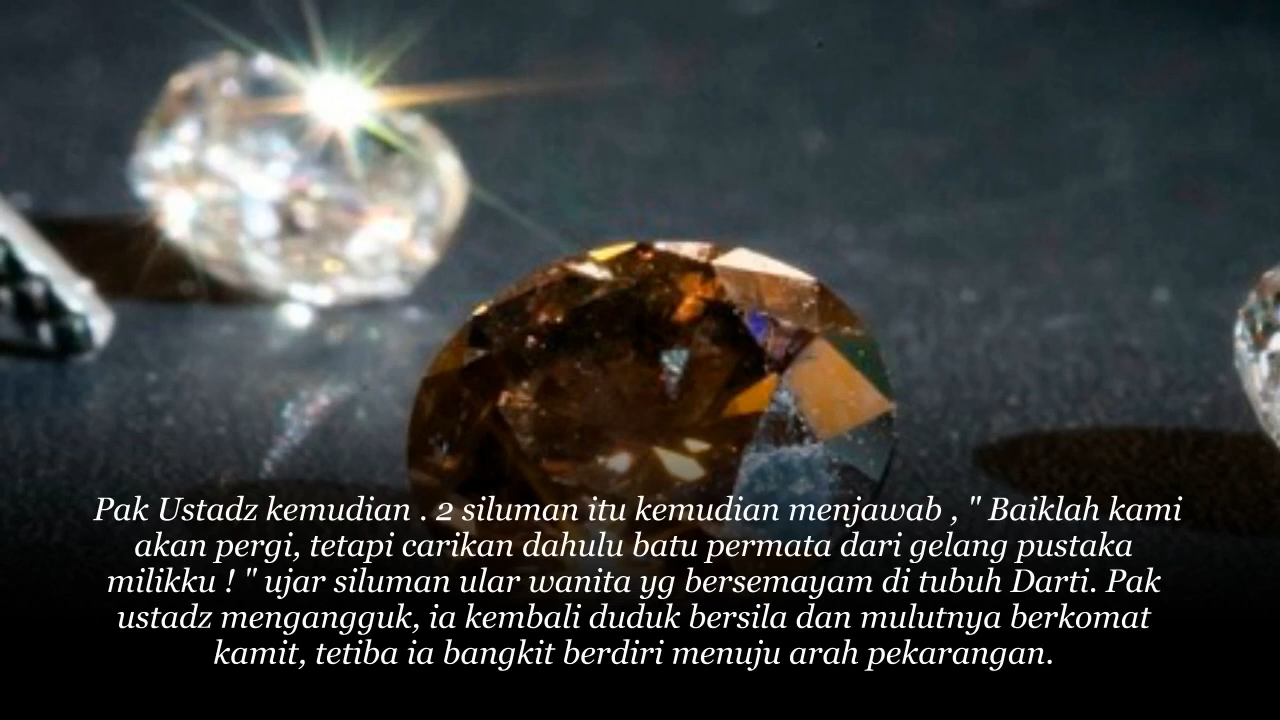 Pak Ustadz kemudian . 2 siluman itu kemudian menjawab , " Baiklah kami
akan pergi, tetapi carikan dahulu batu permata dari gelang pustaka
milikku ! " ujar siluman ular wanita yg bersemayam di tubuh Darti. Pak
ustadz mengangguk, ia kembali duduk bersila dan mulutnya berkomat
kamit, tetiba ia bangkit berdiri menuju arah pekarangan.